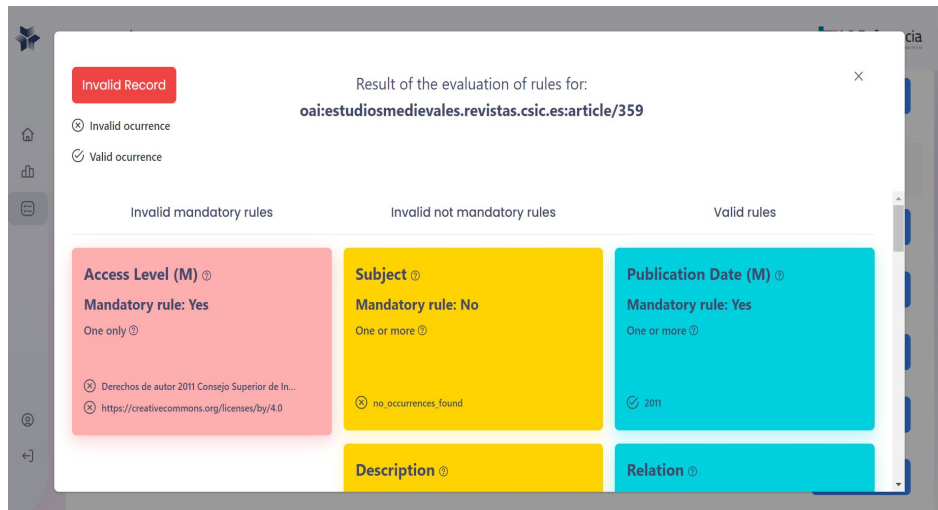 cia
Invalid Record
Result of the evaluation of rules for:
oai:estudiosmedievales.revistas.csic.es:article/359
Invalid ocurrence
Valid ocurrence
Invalid mandatory rules
Invalid not mandatory rules
Valid rules
Access Level (M)
Mandatory rule: Yes
One only
Derechos de autor 2011 Consejo Superior de In...
https://creativecommons.org/licenses/by/4.0
Subject
Mandatory rule: No
One or more
no_occurrences_found
Description
Publication Date (M)
Mandatory rule: Yes
One or more
2011
Relation